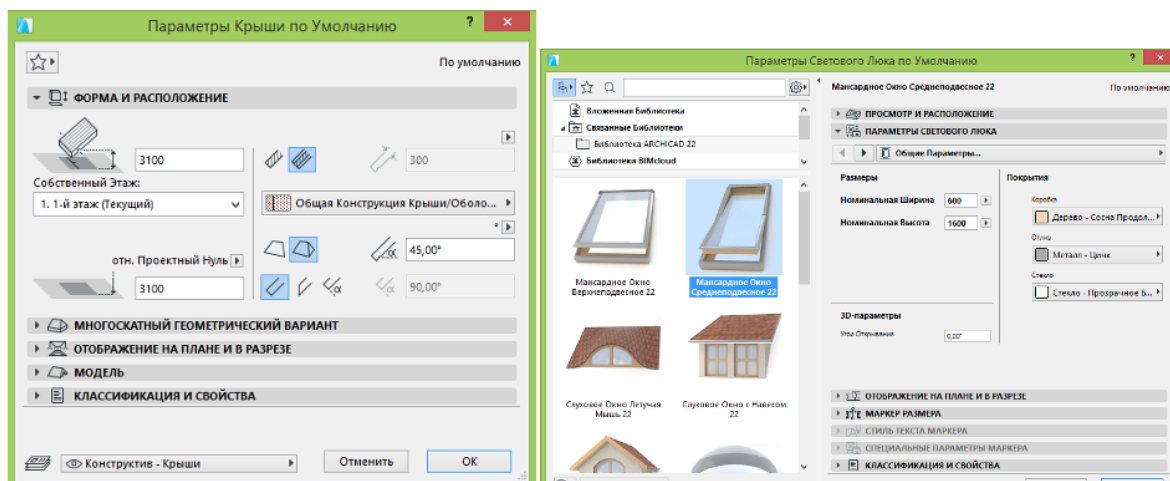 Параметры Крыши по Умолчанию
?
×
По умолчанию
ФОРМА И РАСПОЛОЖЕНИЕ
3100
300
Собственный Этаж:
1. 1-й этаж (Текущий)
Общая Конструкция Крыши/Оболо...
°
45,00°
отн. Проектный Нуль
3100
90,00°
МНОГОСКАТНЫЙ ГЕОМЕТРИЧЕСКИЙ ВАРИАНТ
ОТОБРАЖЕНИЕ НА ПЛАНЕ И В РАЗРЕЗЕ
МОДЕЛЬ
КЛАССИФИКАЦИЯ И СВОЙСТВА
Конструктив - Крыши
Отменить
OK
Параметры Светового Люка по Умолчанию
?
×
Вложенная Библиотека
Связанные Библиотеки
Библиотека ARCHICAD 22
Библиотеки BIMcloud
Мансардное Окно
Верхнеподвесное 22
Мансардное Окно
Среднеподвесное 22
Слуховое Окно Летучая
Мышь 22
Слуховое Окно с Навесом
22
Мансардное Окно Среднеподвесное 22
По умолчанию
ПРОСМОТР И РАСПОЛОЖЕНИЕ
ПАРАМЕТРЫ СВЕТОВОГО ЛЮКА
Общие Параметры...
Размеры
Номинальная Ширина
600
Номинальная Высота
1600
Покрытия
Коробка
Дерево - Сосна Продол...
Отлив
Металл - Цинк
Стекло
Стекло - Прозрачное Б...
3D-параметры
Угол Открывания
0,00°
ОТОБРАЖЕНИЕ НА ПЛАНЕ И В РАЗРЕЗЕ
МАРКЕР РАЗМЕРА
СТИЛЬ ТЕКСТА МАРКЕРА
СПЕЦИАЛЬНЫЕ ПАРАМЕТРЫ МАРКЕРА
КЛАССИФИКАЦИЯ И СВОЙСТВА